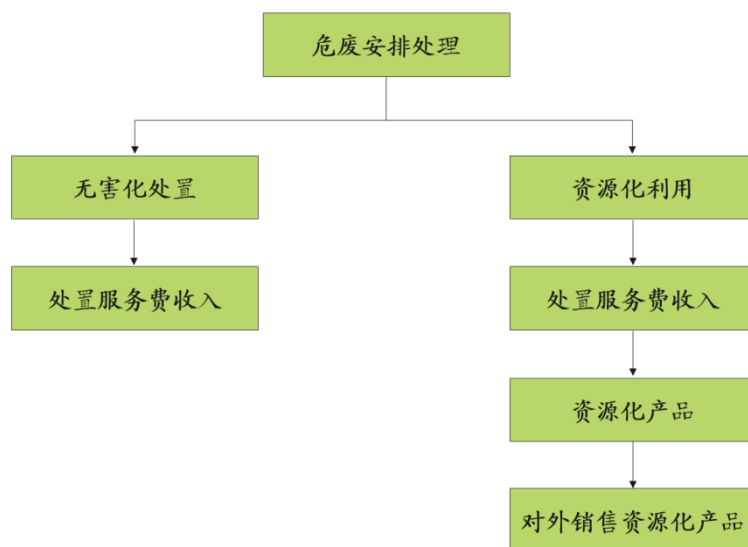 危废安排处理
无害化处置
资源化利用
处置服务费收入
处置服务费收入
资源化产品
对外销售资源化产品